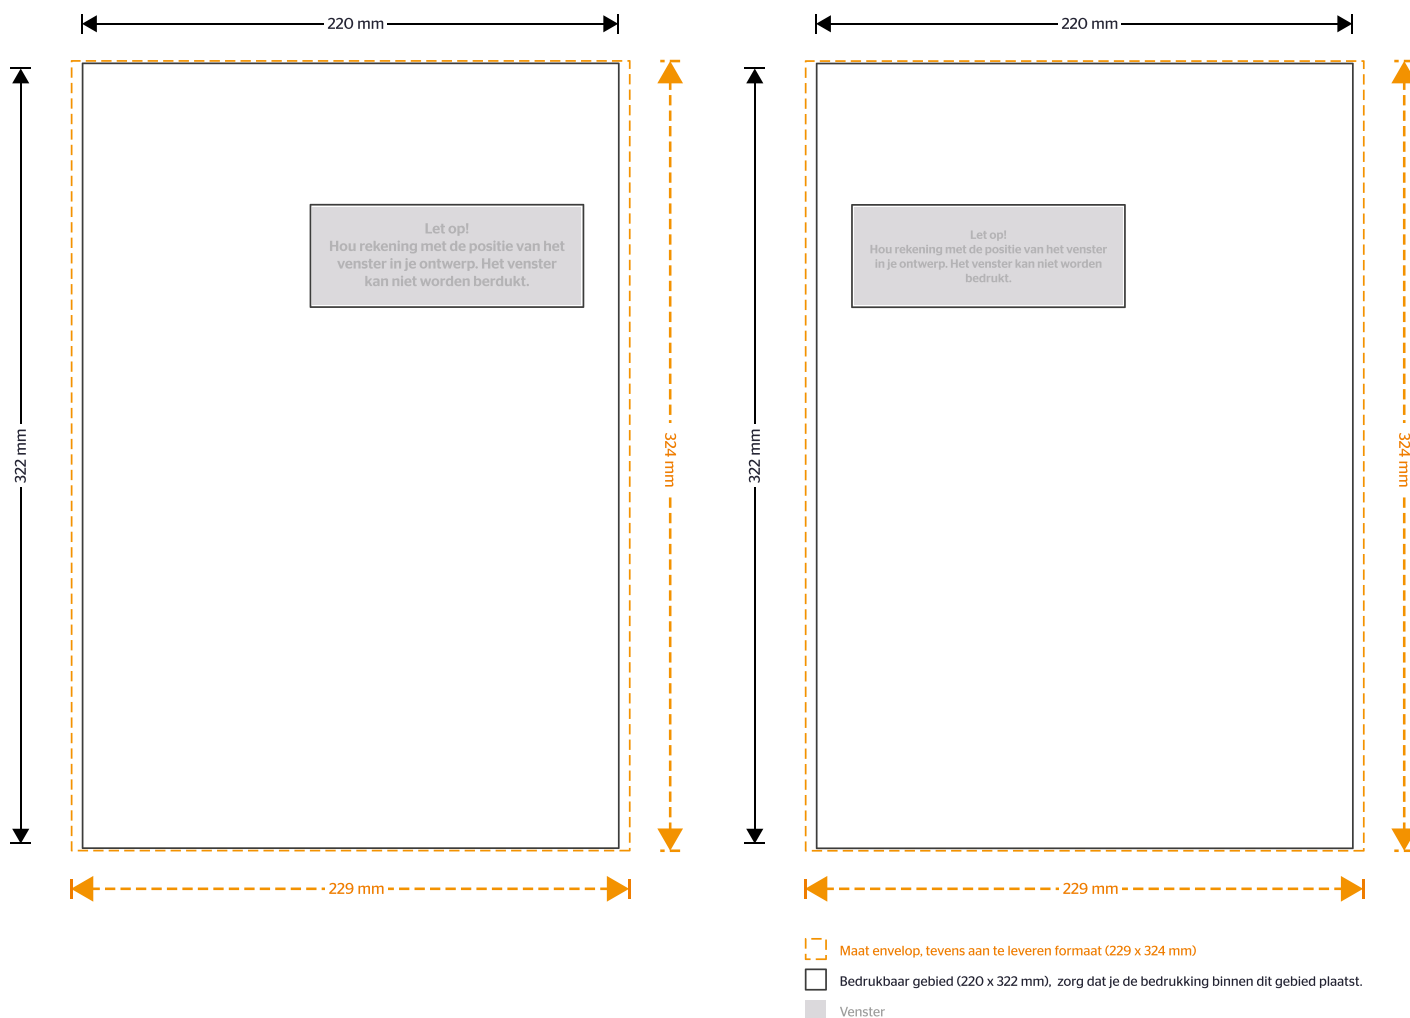 220 mm
220 mm
322 mm
Let op!
Hou rekening met de positie van het
venster in je ontwerp. Het venster
kan niet worden berdukt.
324 mm
322 mm
Let op!
Hou rekening met de positie van het venster
in je ontwerp. Het venster kan niet worden
bedrukt.
324 mm
229 mm
229 mm
Maat envelop, tevens aan te leveren formaat (229 x 324 mm)
Bedrukbaar gebied (220 x 322 mm), zorg dat je de bedrukking binnen dit gebied plaatst.
Venster